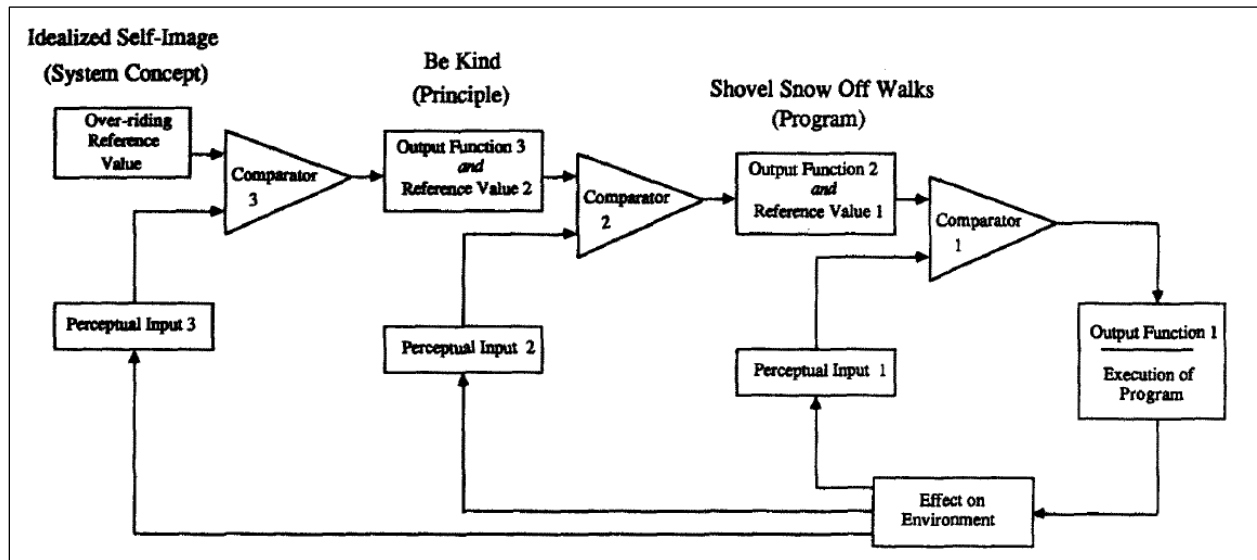 Idealized Self-Image
(System Concept)
Be Kind
(Principle)
Shovel Snow Off Walks
(Program)
Over-riding
Reference
Value
Comparator
3
Output Function 3
and
Reference Value 2
Comparator
2
Output Function 2
and
Reference Value 1
Comparator
1
Perceptual Input 3
Perceptual Input 2
Perceptual Input 1
Output Function 1
Execution of
Program
Effect on
Environment